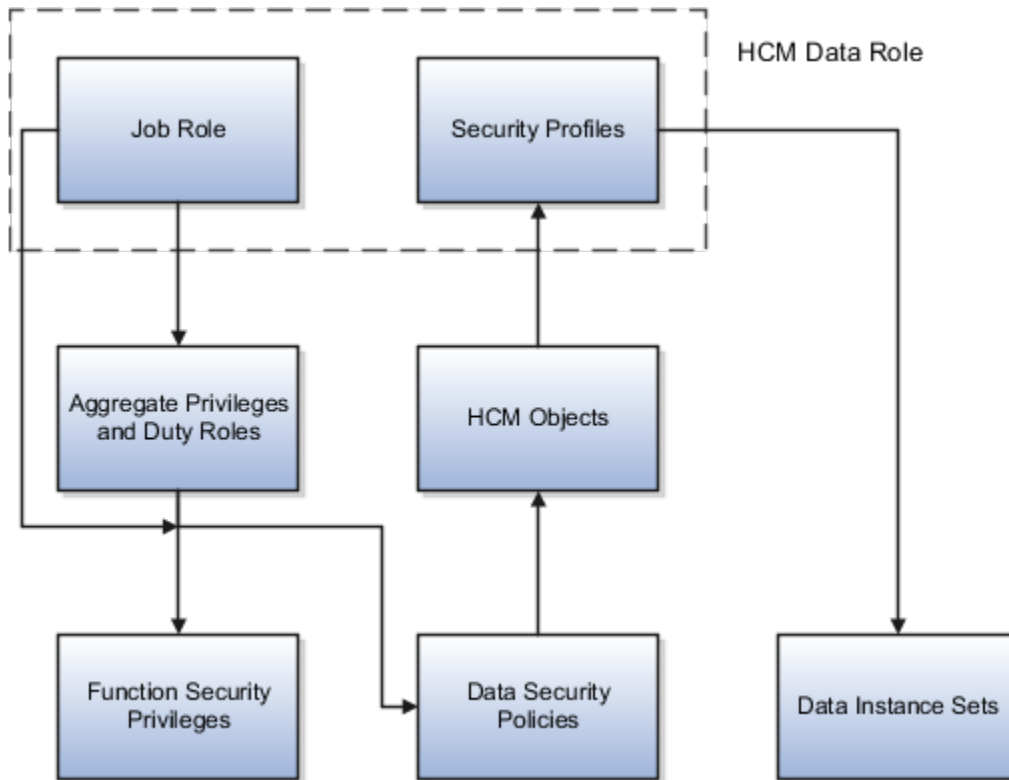 HCM Data Role
Job Role
Security Profiles
Aggregate Privileges
and Duty Roles
HCM Objects
Function Security
Privileges
Data Security
Policies
Data Instance Sets